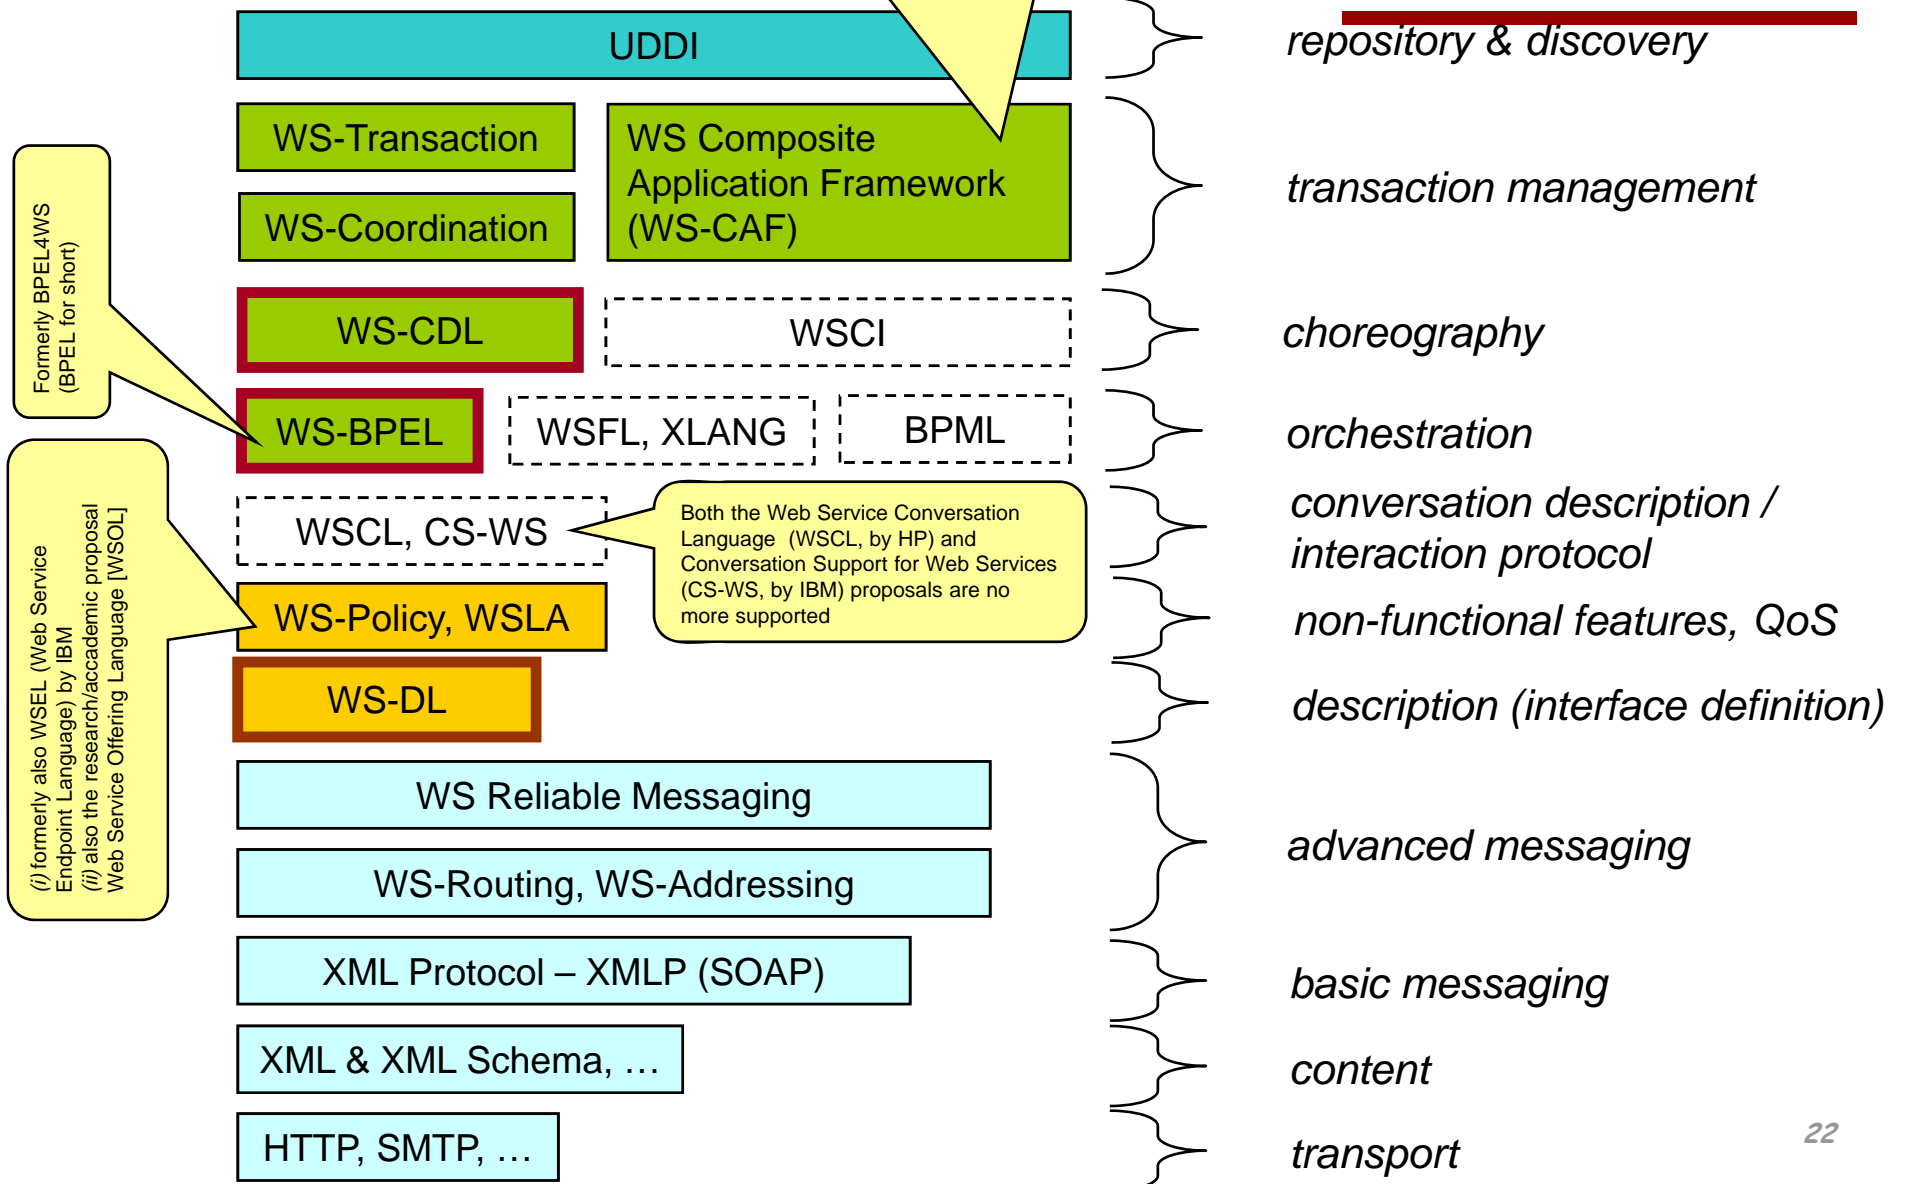 UDDI
repository & discovery
WS-Transaction
WS-Coordination
WS Composite
Application Framework
(WS-CAF)
transaction management
Formerly BPEL4WS
(BPEL for short)
WS-CDL
WSCI
choreography
WS-BPEL
WSFL, XLANG
BPML
orchestration
WSCL, CS-WS
Both the Web Service Conversation
Language (WSCL, by HP) and
Conversation Support for Web Services
(CS-WS, by IBM) proposals are no
more supported
conversation description /
interaction protocol
(i) formerly also WSEL (Web Service
Endpoint Language) by IBM
(ii) also the research/accademic proposal
Web Service Offering Language [WSOL]
WS-Policy, WSLA
non-functional features, QoS
WS-DL
description (interface definition)
WS Reliable Messaging
WS-Routing, WS-Addressing
advanced messaging
XML Protocol – XMLP (SOAP)
basic messaging
XML & XML Schema, …
content
HTTP, SMTP, …
transport
22